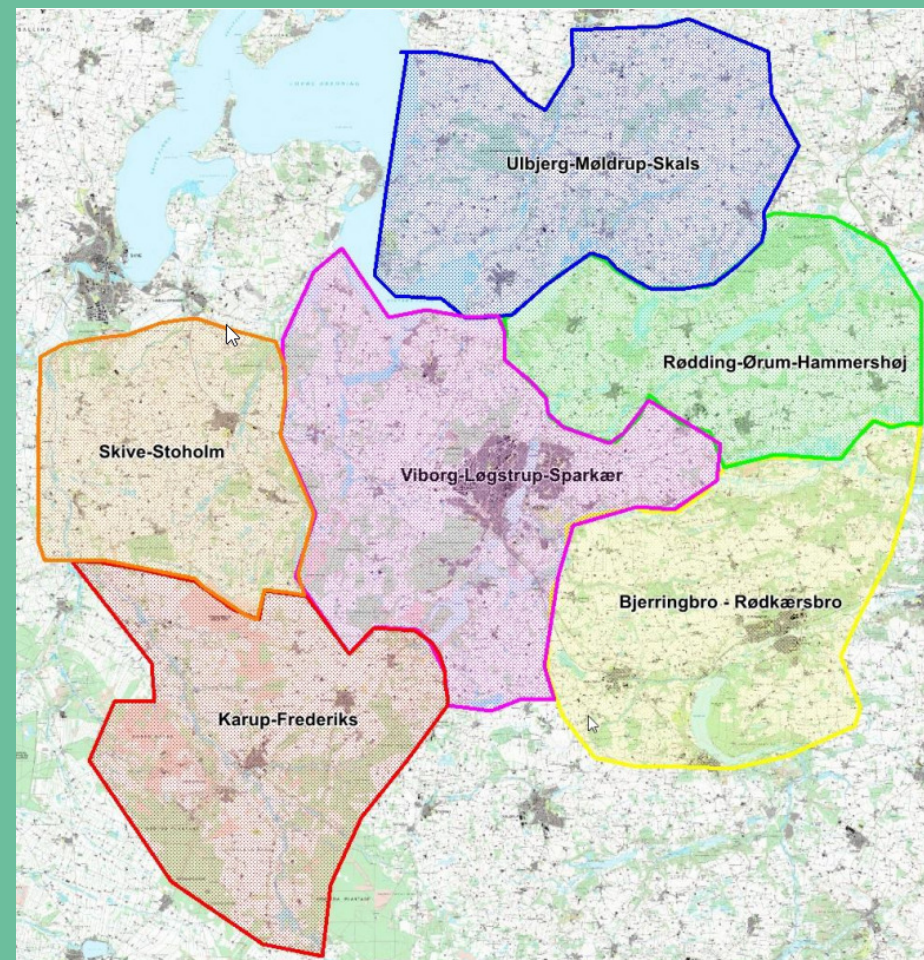 Ulbjerg-Møldrup-Skals
Rødding-Ørum-Hammershøj
Skive-Stoholm
Viborg-Løgstrup-Sparkær
Bjerringbro - Rødkærsbro
Karup-Frederiks